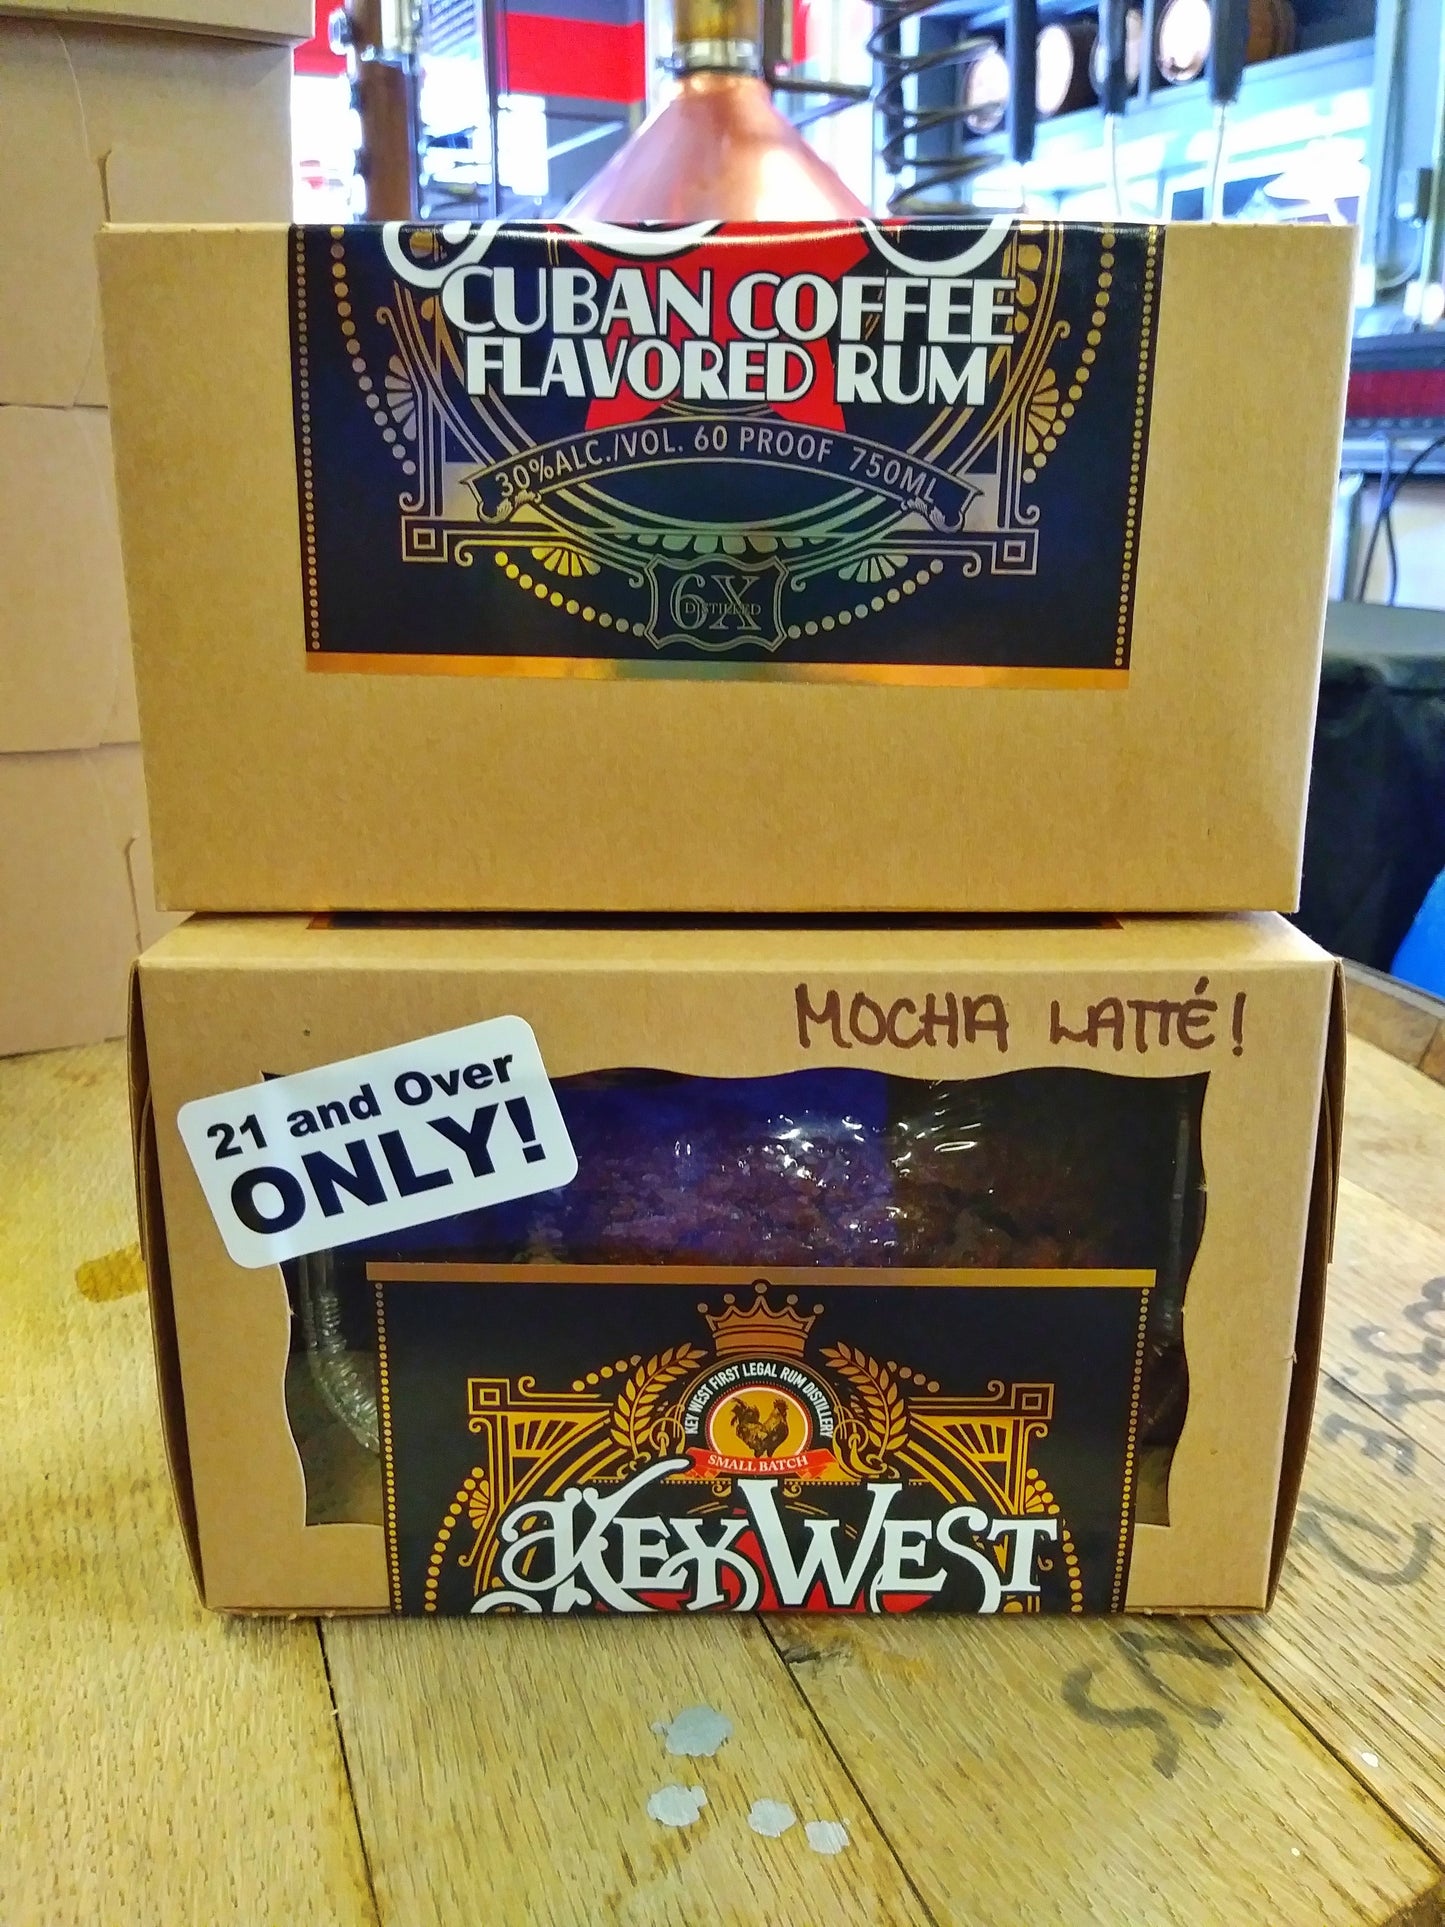 CUBAN COFFEE
FLAVORED RUM
30%ALC./VOL. 60 PROOF 750ML
6X
DISTILLED
MOCHA LATTÉ!
21 and Over
ONLY!
KEY WEST FIRST LEGAL RUM DISTILLERY
SMALL BATCH
KEY WEST